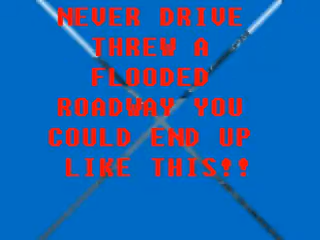 NEVER DRIVE
THREW A
FLOODED
ROADWAY YOU
COULD END UP
LIKE THIS!!